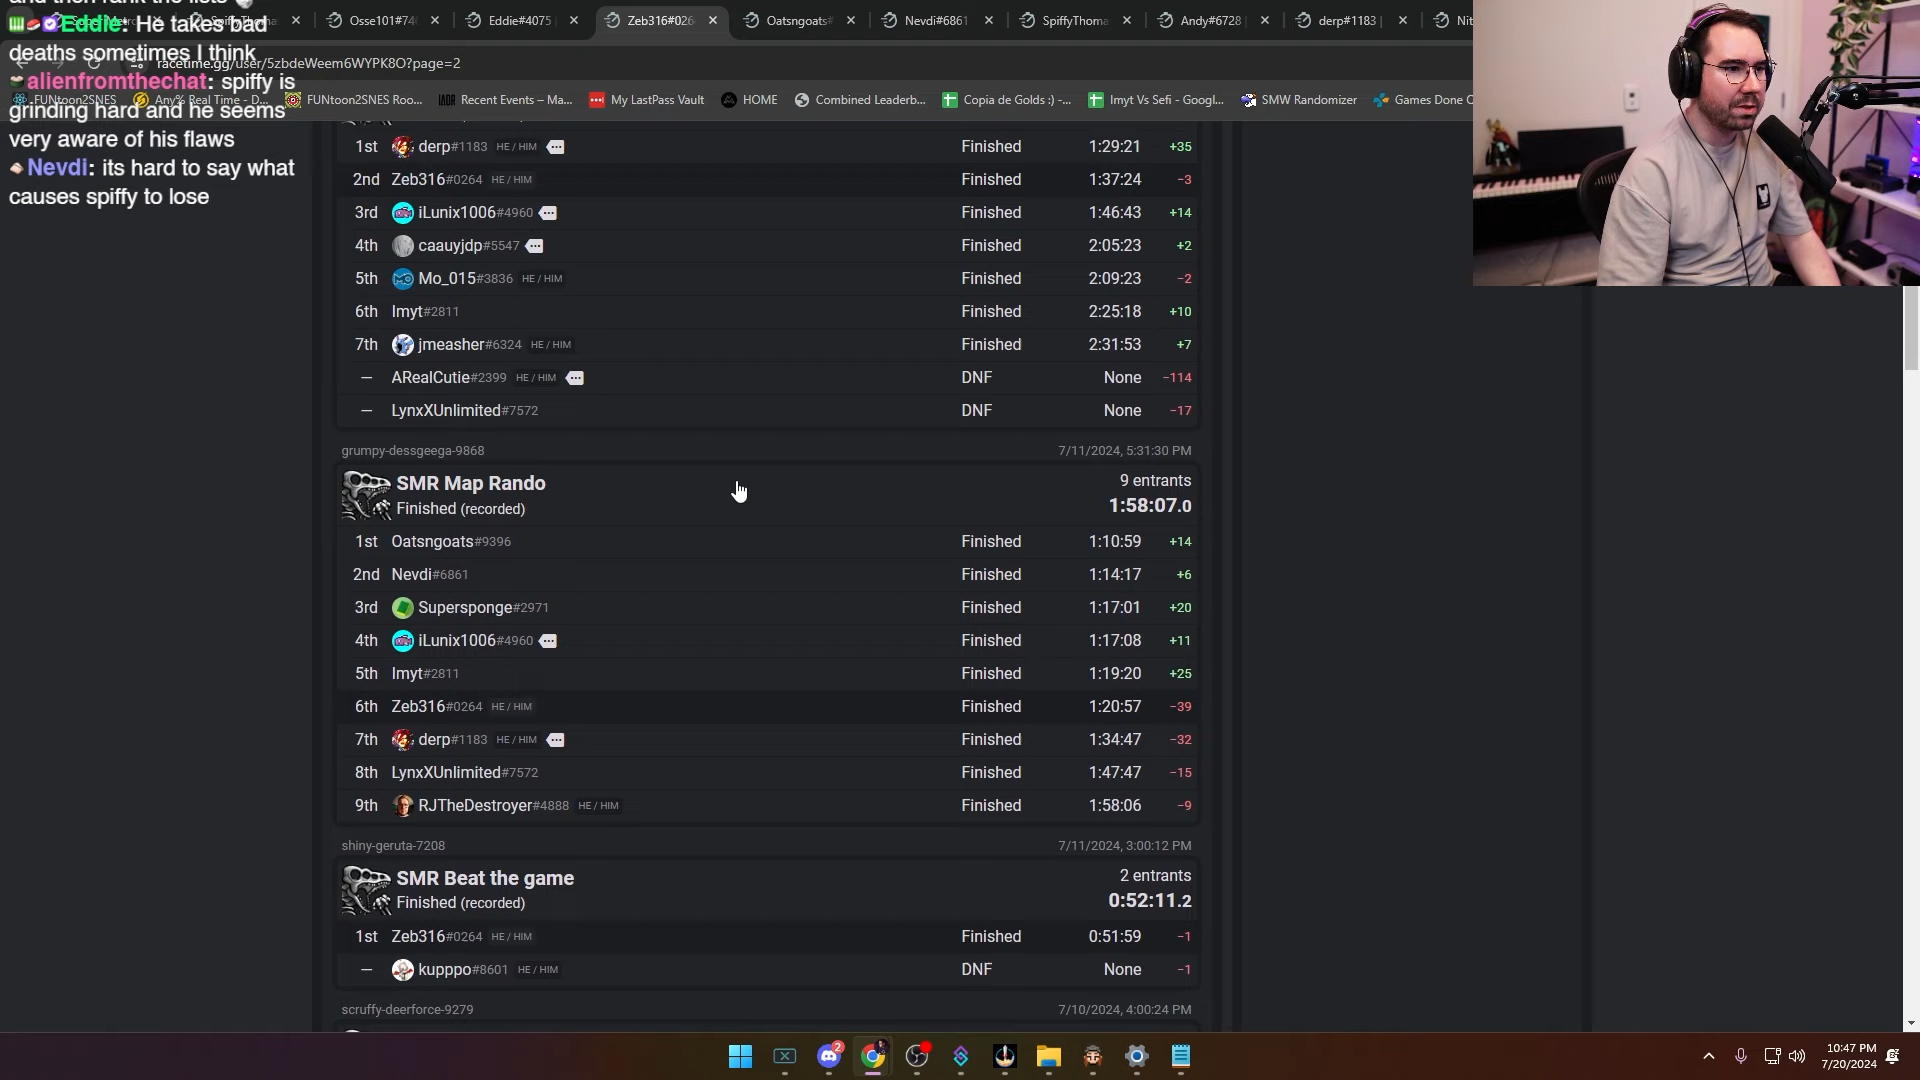 and then rank the lists
Eddie: He takes bad
deaths sometimes I think
alienfromthechat: spiffy is
grinding hard and he seems
very aware of his flaws
Nevdi: its hard to say what
causes spiffy to lose
Osse101#74
Eddie#4075
Zeb316#026
Oatsngoats#
Nevdi#6861
SpiffyThoma
Andy#6728
derp#1183
Nit
racetime.gg/user/5zbdeWeem6WYPK8O?page=2
FUNtoon2SNES
Any% Real Time - D...
FUNtoon2SNES Roo...
Recent Events – Ma...
My LastPass Vault
HOME
Combined Leaderb...
Copia de Golds :) -...
Imyt Vs Sefi - Googl...
SMW Randomizer
Games Done C
1st derp#1183 HE / HIM Finished 1:29:21 +35
2nd Zeb316#0264 HE / HIM Finished 1:37:24 −3
3rd iLunix1006#4960 Finished 1:46:43 +14
4th caauyjdp#5547 Finished 2:05:23 +2
5th Mo_015#3836 HE / HIM Finished 2:09:23 −2
6th Imyt#2811 Finished 2:25:18 +10
7th jmeasher#6324 HE / HIM Finished 2:31:53 +7
— ARealCutie#2399 HE / HIM DNF None −114
— LynxXUnlimited#7572 DNF None −17
grumpy-dessgeega-9868 7/11/2024, 5:31:30 PM
SMR Map Rando 9 entrants
Finished (recorded) 1:58:07.0
1st Oatsngoats#9396 Finished 1:10:59 +14
2nd Nevdi#6861 Finished 1:14:17 +6
3rd Supersponge#2971 Finished 1:17:01 +20
4th iLunix1006#4960 Finished 1:17:08 +11
5th Imyt#2811 Finished 1:19:20 +25
6th Zeb316#0264 HE / HIM Finished 1:20:57 −39
7th derp#1183 HE / HIM Finished 1:34:47 −32
8th LynxXUnlimited#7572 Finished 1:47:47 −15
9th RJTheDestroyer#4888 HE / HIM Finished 1:58:06 −9
shiny-geruta-7208 7/11/2024, 3:00:12 PM
SMR Beat the game 2 entrants
Finished (recorded) 0:52:11.2
1st Zeb316#0264 HE / HIM Finished 0:51:59 −1
— kupppo#8601 HE / HIM DNF None −1
scruffy-deerforce-9279 7/10/2024, 4:00:24 PM
2
10:47 PM
7/20/2024